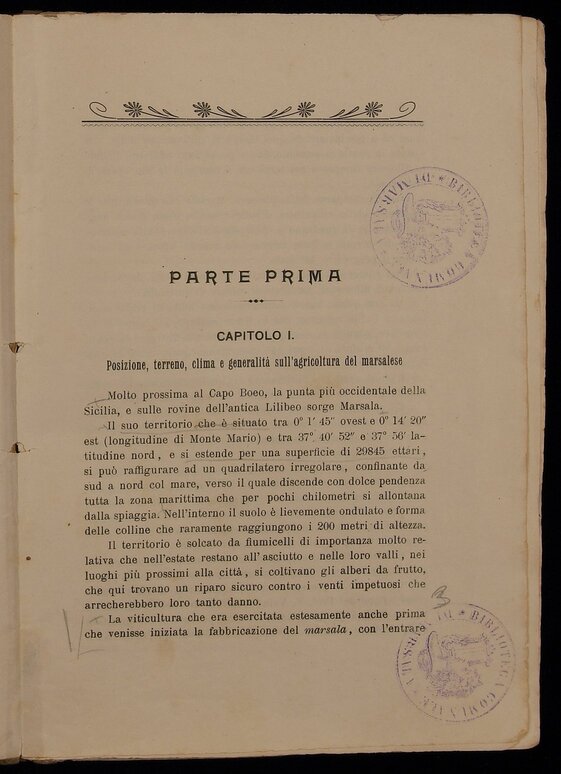 PARTE PRIMA
CAPITOLO I.
Posizione, terreno, clima e generalità sull'agricoltura del marsalese
Molto prossima al Capo Boeo, la punta più occidentale della
Sicilia, e sulle rovine dell'antica Lilibeo sorge Marsala.
Il suo territorio che è situato tra 0° 1' 45" ovest e 0° 14' 20"
est (longitudine di Monte Mario) e tra 37° 40' 52" e 37° 56' la-
titudine nord, e si estende per una superficie di 29845 ettari,
si può raffigurare ad un quadrilatero irregolare, confinante da
sud a nord col mare, verso il quale discende con dolce pendenza
tutta la zona marittima che per pochi chilometri si allontana
dalla spiaggia. Nell'interno il suolo è lievemente ondulato e forma
delle colline che raramente raggiungono i 200 metri di altezza.
Il territorio è solcato da fiumicelli di importanza molto re-
lativa che nell'estate restano all'asciutto e nelle loro valli, nei
luoghi più prossimi alla città, si coltivano gli alberi da frutto,
che qui trovano un riparo sicuro contro i venti impetuosi che
arrecherebbero loro tanto danno.
La viticultura che era esercitata estesamente anche prima
che venisse iniziata la fabbricazione del marsala, con l'entrare
3
BIBLIOTECA COMUNALE DI MARSALA
BIBLIOTECA COMUNALE DI MARSALA